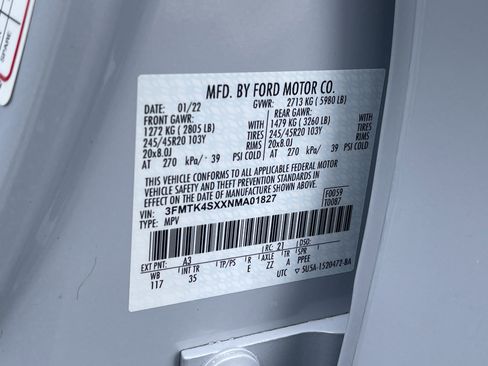 SPARE
MFD. BY FORD MOTOR CO.
DATE: 01/22 GVWR: 2713 KG ( 5980 LB)
FRONT GAWR: REAR GAWR:
1272 KG ( 2805 LB) 1479 KG ( 3260 LB)
245/45R20 103Y TIRES 245/45R20 103Y TIRES
20x8.0J RIMS 20x8.0J RIMS
AT 270 kPa/ 39 PSI COLD AT 270 kPa/ 39 PSI COLD
THIS VEHICLE CONFORMS TO ALL APPLICABLE FEDERAL MOTOR
VEHICLE SAFETY AND THEFT PREVENTION STANDARDS IN
EFFECT ON THE DATE OF MANUFACTURE SHOWN ABOVE.
VIN: 3FMTK4SXXNMA01827 F0059
TYPE: MPV T0087
EXT PNT: A3 RC: 21 DSO:
WB INT TR TP/PS R AXLE TR SPR
117 35 E ZZ A PPEE
UTC ▽ 5U5A-1520472-BA